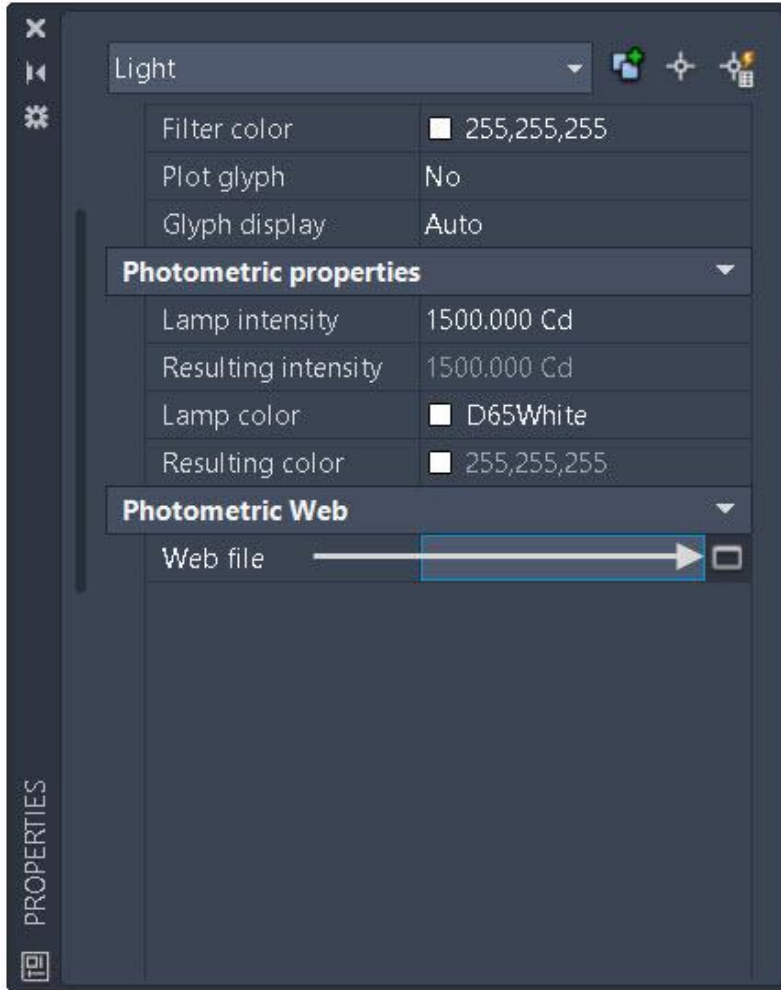 Light
Filter color 255,255,255
Plot glyph No
Glyph display Auto
Photometric properties
Lamp intensity 1500.000 Cd
Resulting intensity 1500.000 Cd
Lamp color D65White
Resulting color 255,255,255
Photometric Web
Web file
PROPERTIES